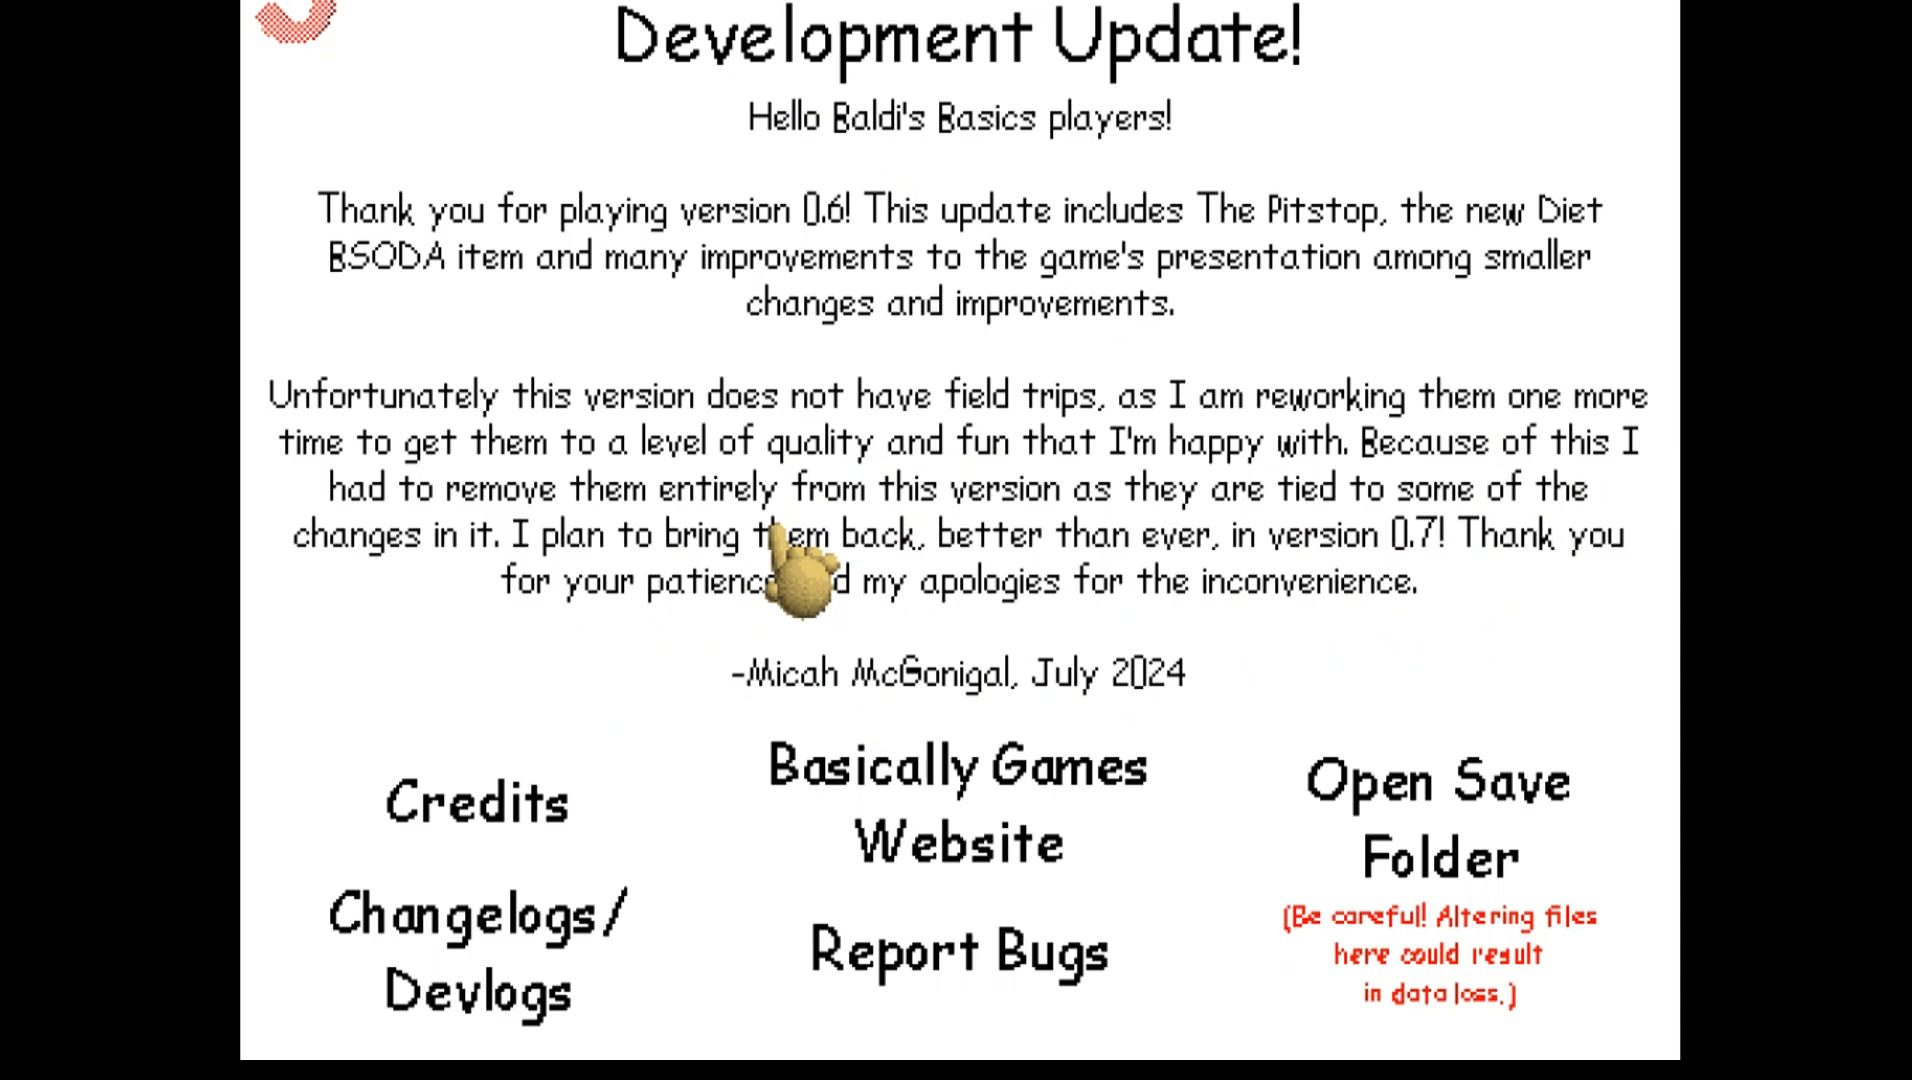 Development Update!
Hello Baldi's Basics players!
Thank you for playing version 0.6! This update includes The Pitstop, the new Diet
BSODA item and many improvements to the game's presentation among smaller
changes and improvements.
Unfortunately this version does not have field trips, as I am reworking them one more
time to get them to a level of quality and fun that I'm happy with. Because of this I
had to remove them entirely from this version as they are tied to some of the
changes in it. I plan to bring them back, better than ever, in version 0.7! Thank you
for your patience and my apologies for the inconvenience.
-Micah McGonigal, July 2024
Basically Games
Website
Credits
Open Save
Folder
Changelogs/
Devlogs
Report Bugs
(Be careful! Altering files
here could result
in data loss.)